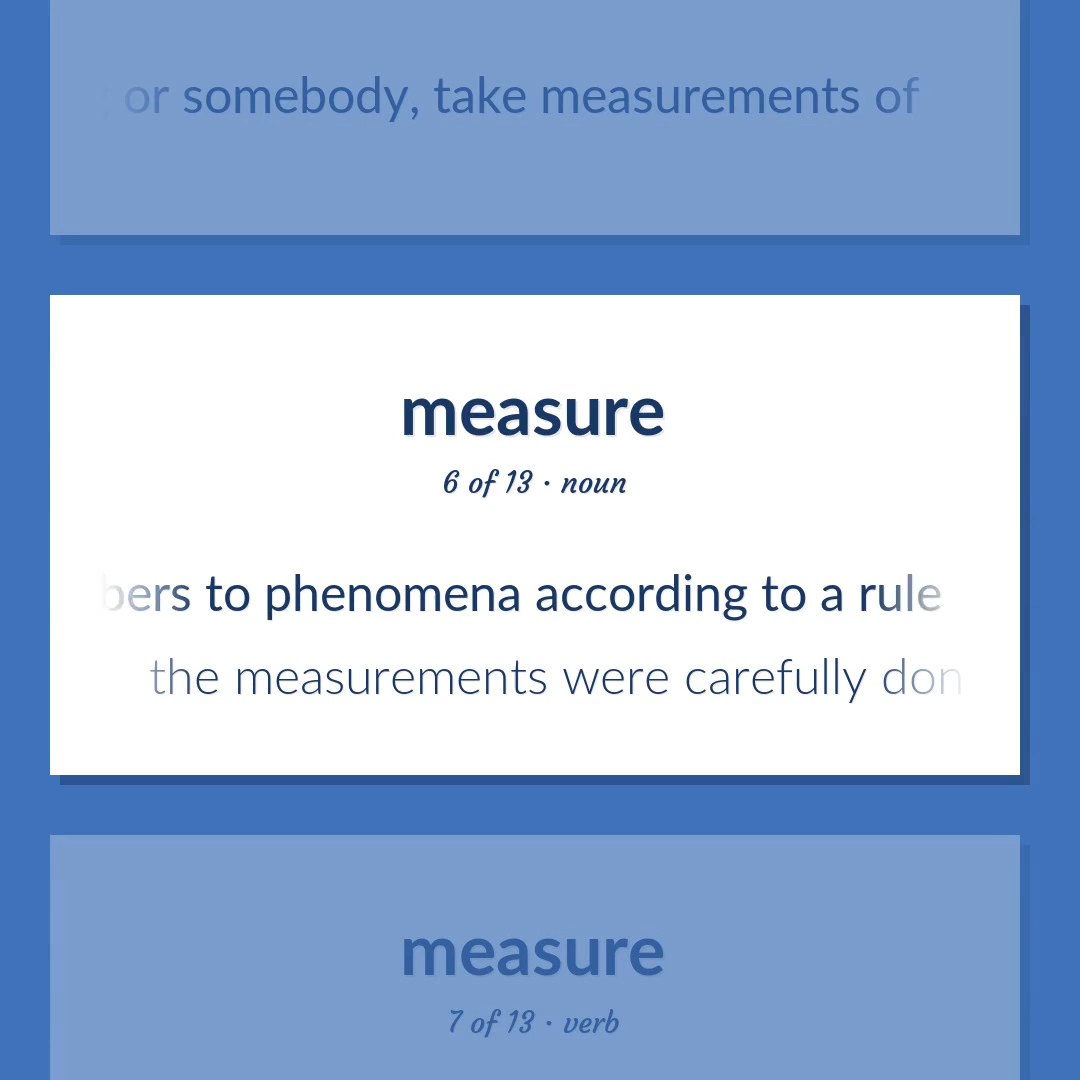 or somebody, take measurements of
measure
6 of 13 · noun
bers to phenomena according to a rule
the measurements were carefully don
measure
7 of 13 · verb